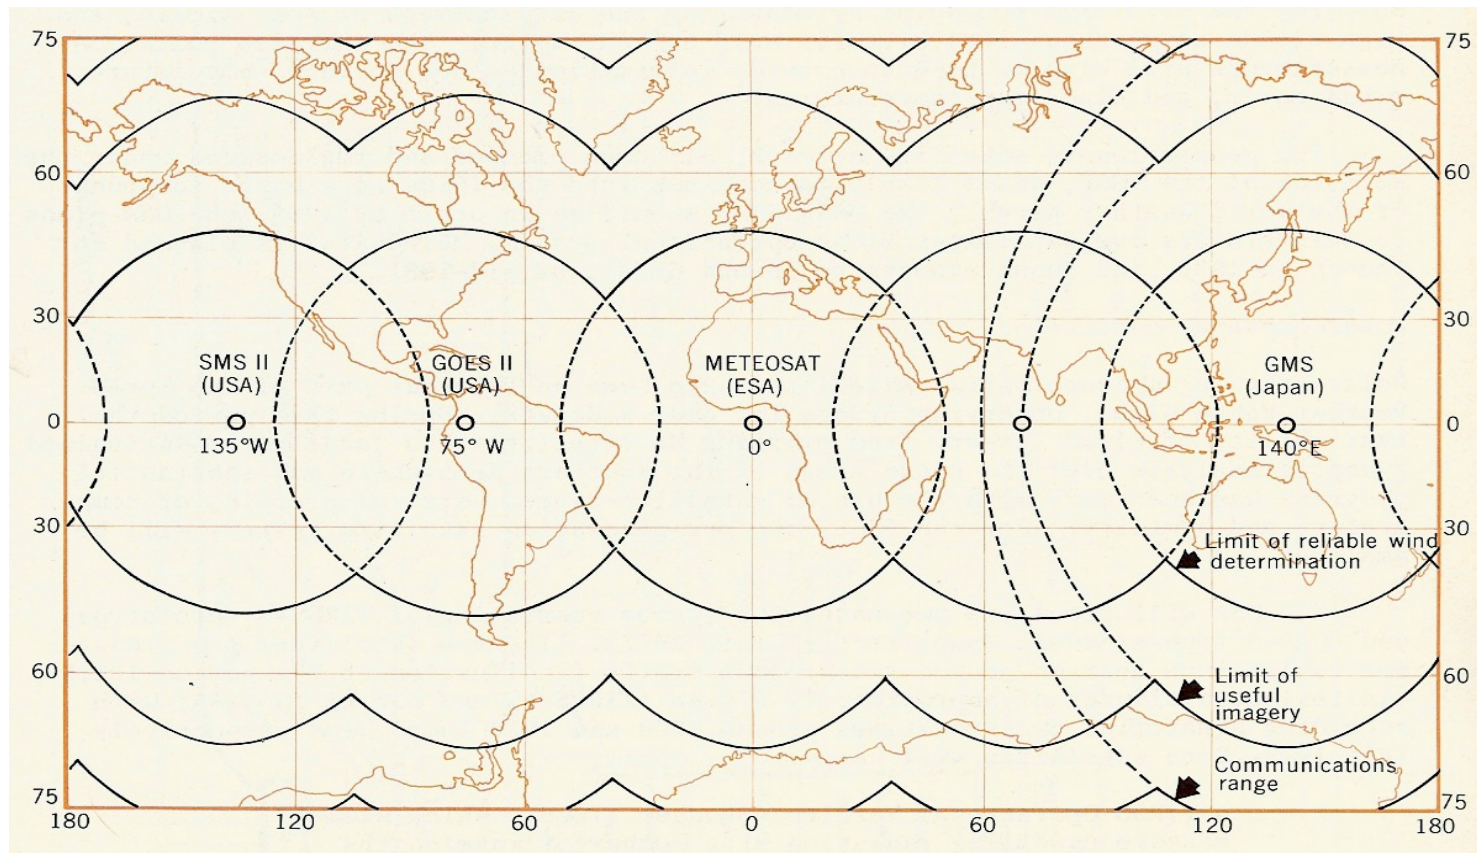 75
75
60
60
30
30
SMS II
(USA)
GOES II
(USA)
METEOSAT
(ESA)
GMS
(Japan)
0
0
135°W
75° W
0°
140°E
30
30
Limit of reliable wind
determination
60
60
Limit of
useful
imagery
Communications
range
75
75
180
120
60
0
60
120
180